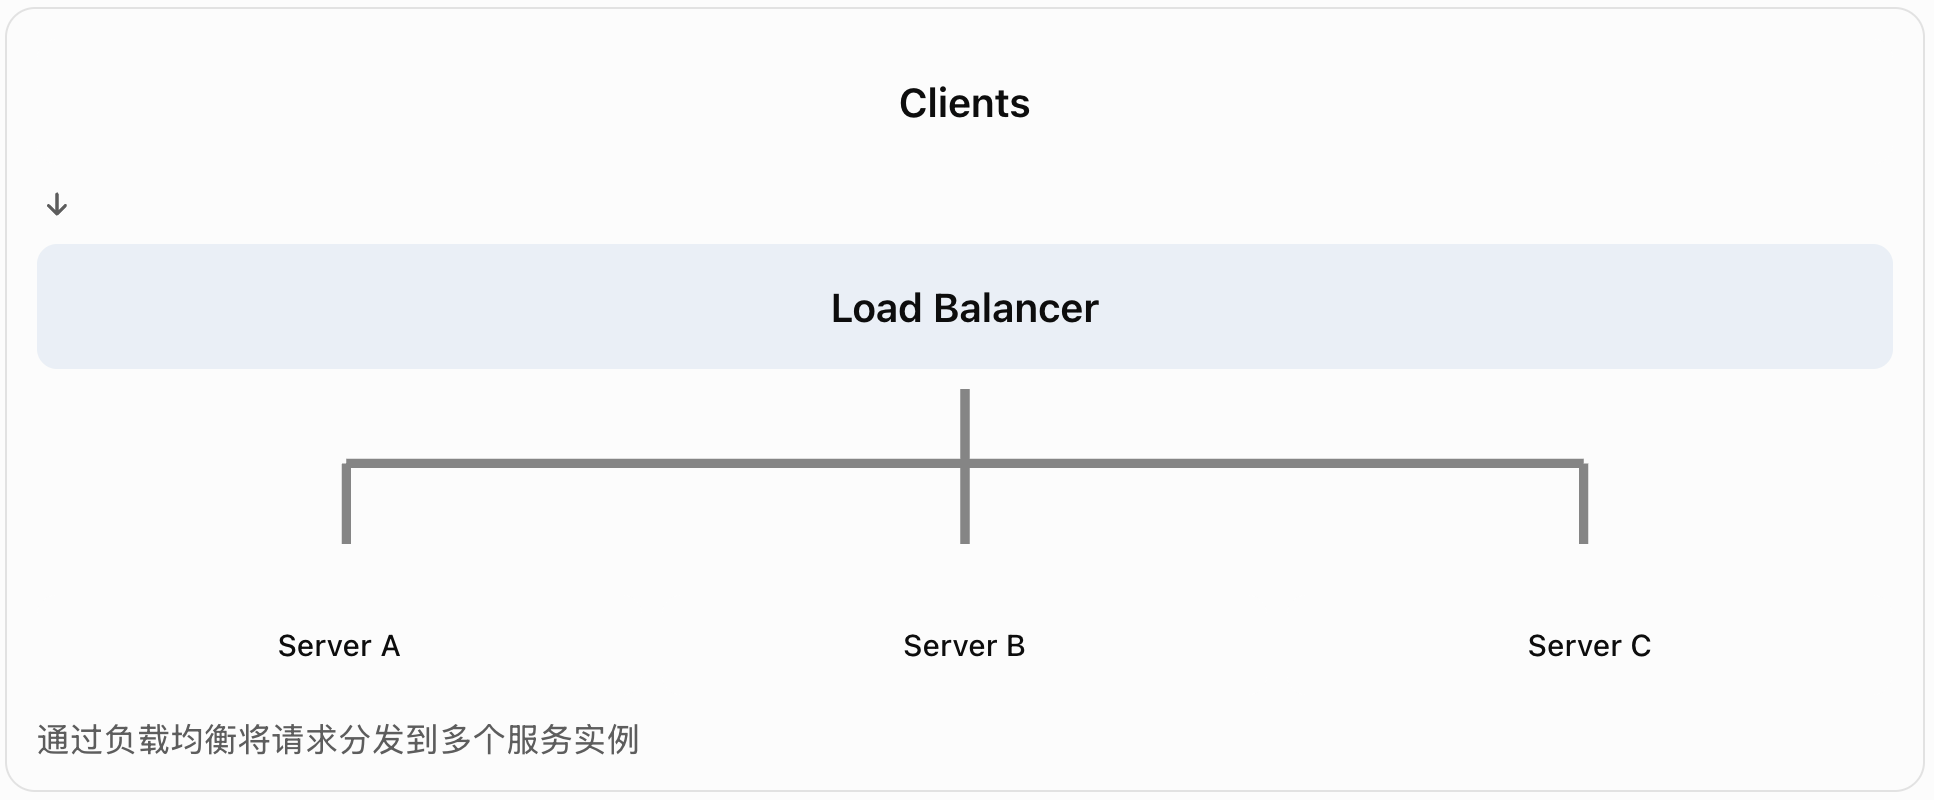 Clients
Load Balancer
Server A
Server B
Server C
通过负载均衡将请求分发到多个服务实例